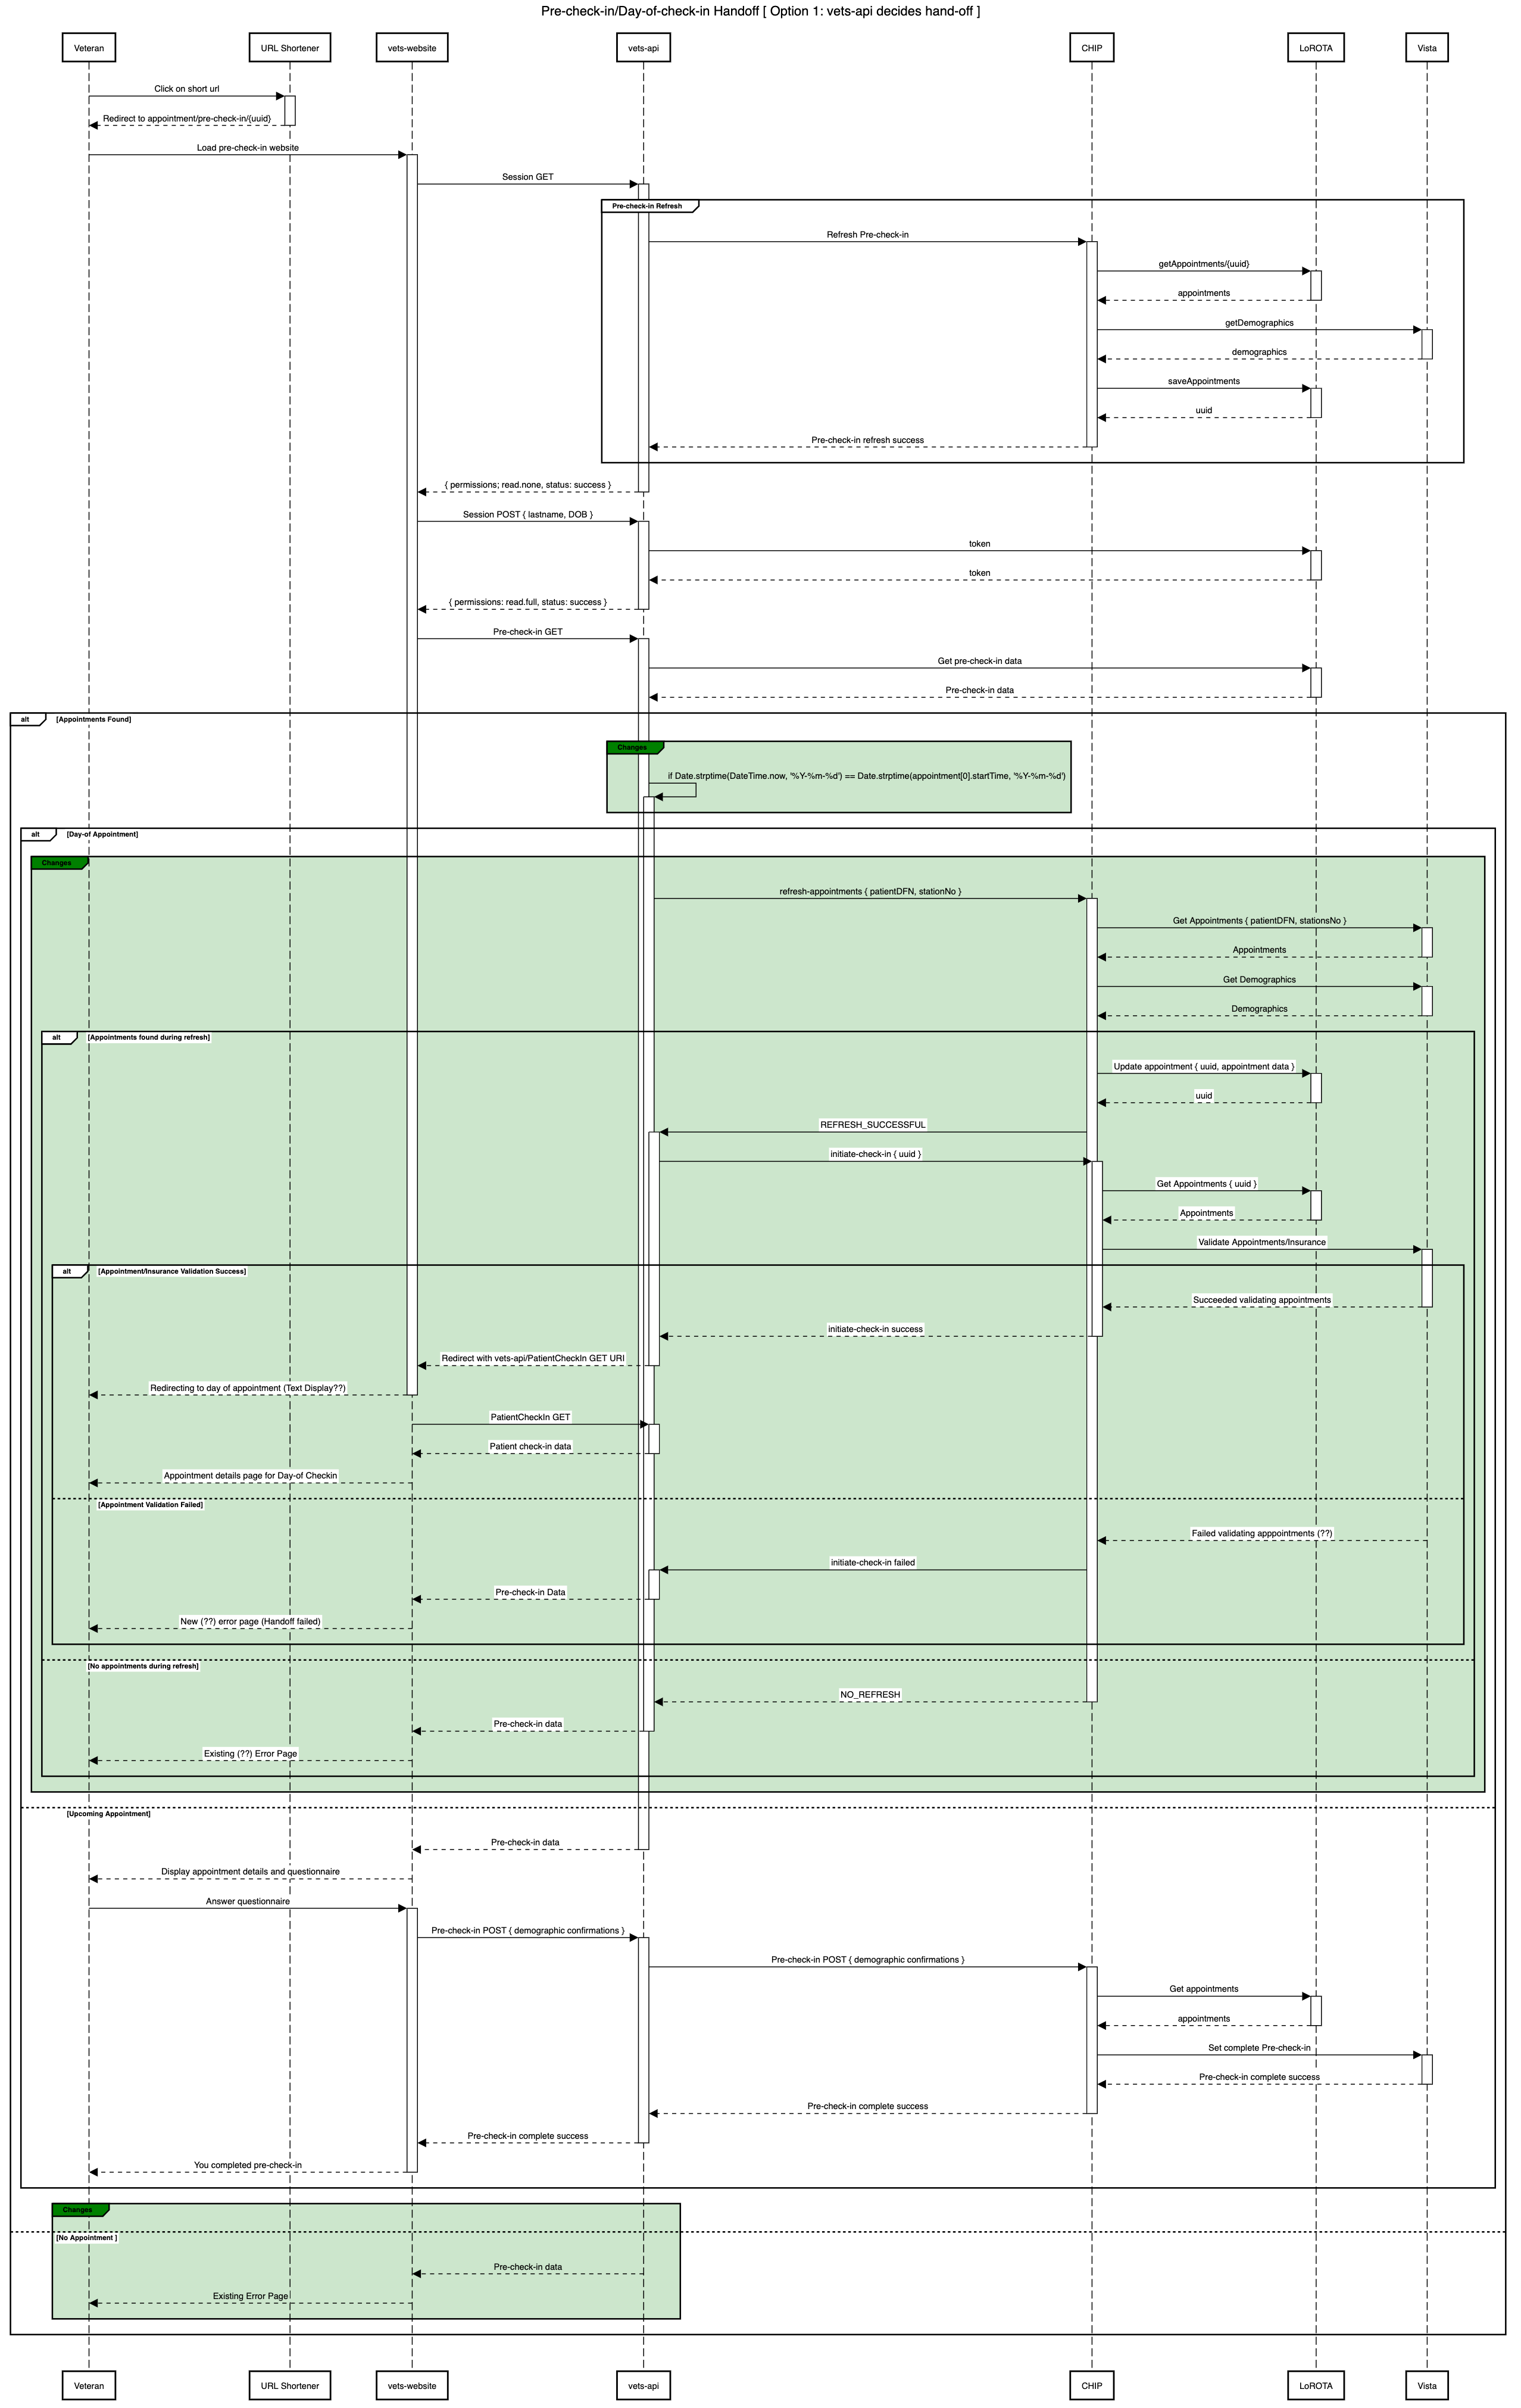 Pre-check-in/Day-of-check-in Handoff [ Option 1: vets-api decides hand-off ]
Veteran
URL Shortener
vets-website
vets-api
CHIP
LoROTA
Vista
Click on short url
Redirect to appointment/pre-check-in/{uuid}
Load pre-check-in website
Session GET
Pre-check-in Refresh
Refresh Pre-check-in
getAppointments/{uuid}
appointments
getDemographics
demographics
saveAppointments
uuid
Pre-check-in refresh success
{ permissions; read.none, status: success }
Session POST { lastname, DOB }
token
token
{ permissions: read.full, status: success }
Pre-check-in GET
Get pre-check-in data
Pre-check-in data
alt [Appointments Found]
Changes
if Date.strptime(DateTime.now, '%Y-%m-%d') == Date.strptime(appointment[0].startTime, '%Y-%m-%d')
alt [Day-of Appointment]
Changes
refresh-appointments { patientDFN, stationNo }
Get Appointments { patientDFN, stationsNo }
Appointments
Get Demographics
Demographics
alt [Appointments found during refresh]
Update appointment { uuid, appointment data }
uuid
REFRESH_SUCCESSFUL
initiate-check-in { uuid }
Get Appointments { uuid }
Appointments
Validate Appointments/Insurance
alt [Appointment/Insurance Validation Success]
Succeeded validating appointments
initiate-check-in success
Redirect with vets-api/PatientCheckIn GET URI
Redirecting to day of appointment (Text Display??)
PatientCheckIn GET
Patient check-in data
Appointment details page for Day-of Checkin
[Appointment Validation Failed]
Failed validating apppointments (??)
initiate-check-in failed
Pre-check-in Data
New (??) error page (Handoff failed)
[No appointments during refresh]
NO_REFRESH
Pre-check-in data
Existing (??) Error Page
[Upcoming Appointment]
Pre-check-in data
Display appointment details and questionnaire
Answer questionnaire
Pre-check-in POST { demographic confirmations }
Pre-check-in POST { demographic confirmations }
Get appointments
appointments
Set complete Pre-check-in
Pre-check-in complete success
Pre-check-in complete success
Pre-check-in complete success
You completed pre-check-in
Changes
[No Appointment ]
Pre-check-in data
Existing Error Page
Veteran
URL Shortener
vets-website
vets-api
CHIP
LoROTA
Vista